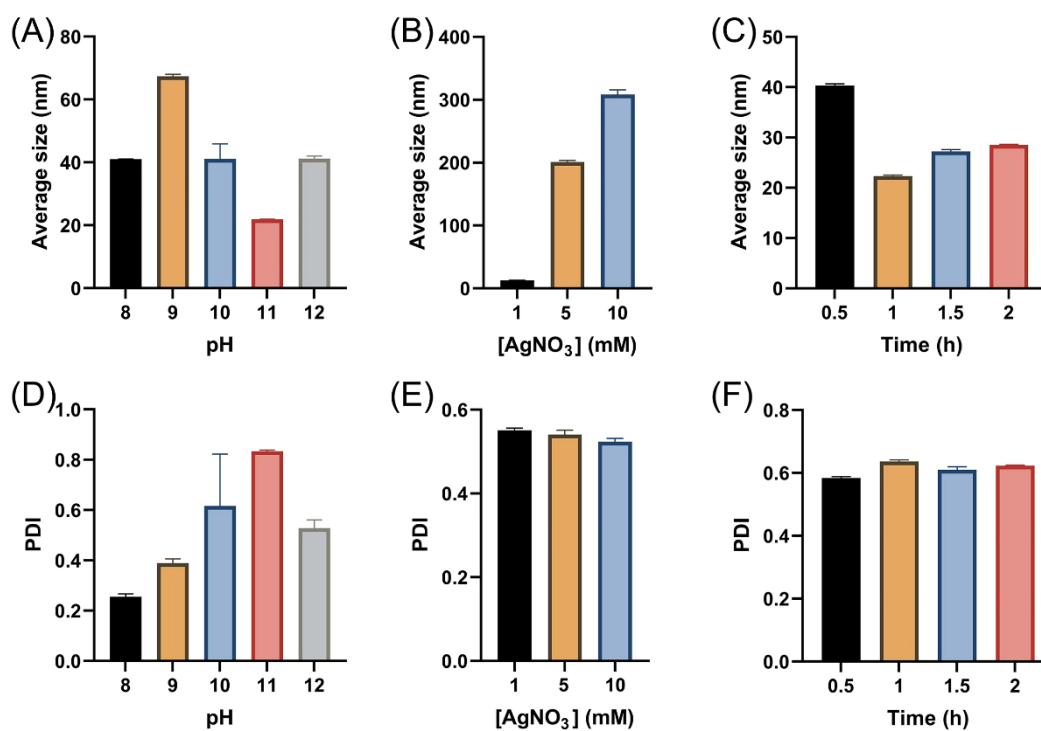 (A)
Average size (nm)
80
60
40
20
0
8 9 10 11 12
pH
(B)
Average size (nm)
400
300
200
100
0
1 5 10
[AgNO₃] (mM)
(C)
Average size (nm)
50
40
30
20
10
0
0.5 1 1.5 2
Time (h)
(D)
PDI
1.0
0.8
0.6
0.4
0.2
0.0
8 9 10 11 12
pH
(E)
PDI
0.6
0.4
0.2
0.0
1 5 10
[AgNO₃] (mM)
(F)
PDI
0.8
0.6
0.4
0.2
0.0
0.5 1 1.5 2
Time (h)